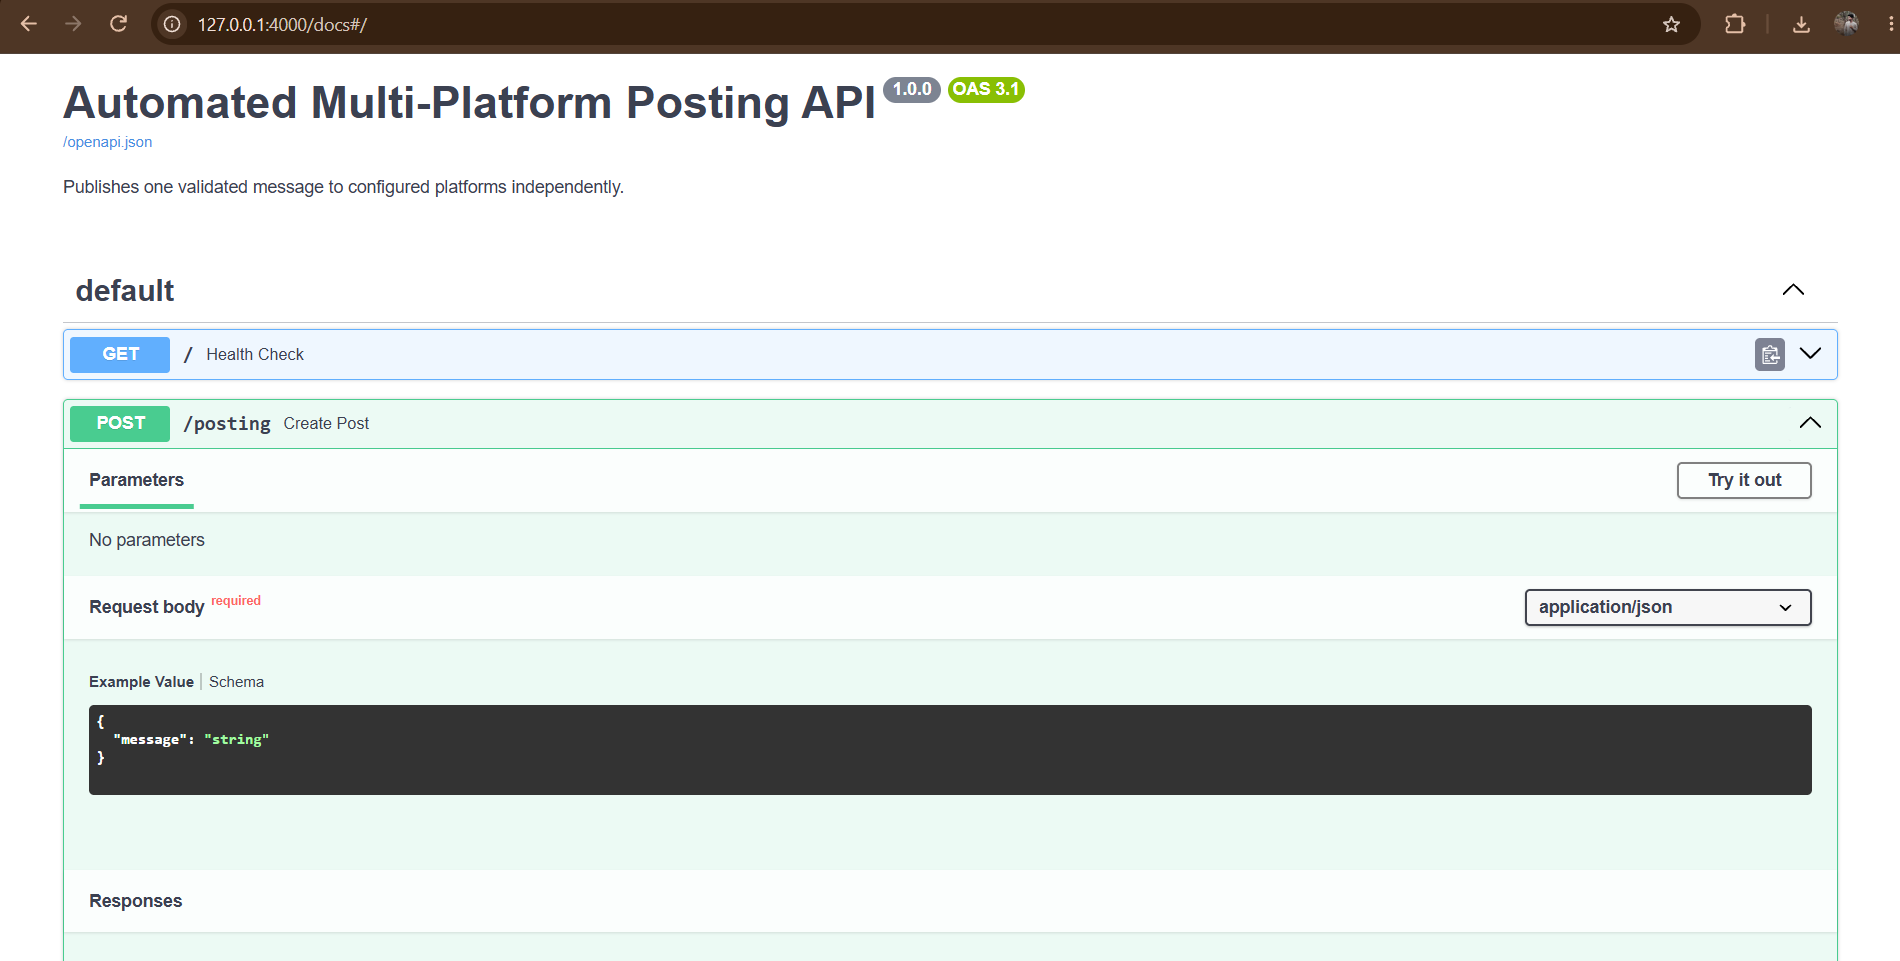 127.0.0.1:4000/docs#/
Automated Multi-Platform Posting API 1.0.0 OAS 3.1
/openapi.json
Publishes one validated message to configured platforms independently.
default
GET / Health Check
POST /posting Create Post
Parameters Try it out
No parameters
Request body required application/json
Example Value Schema
{
"message": "string"
}
Responses